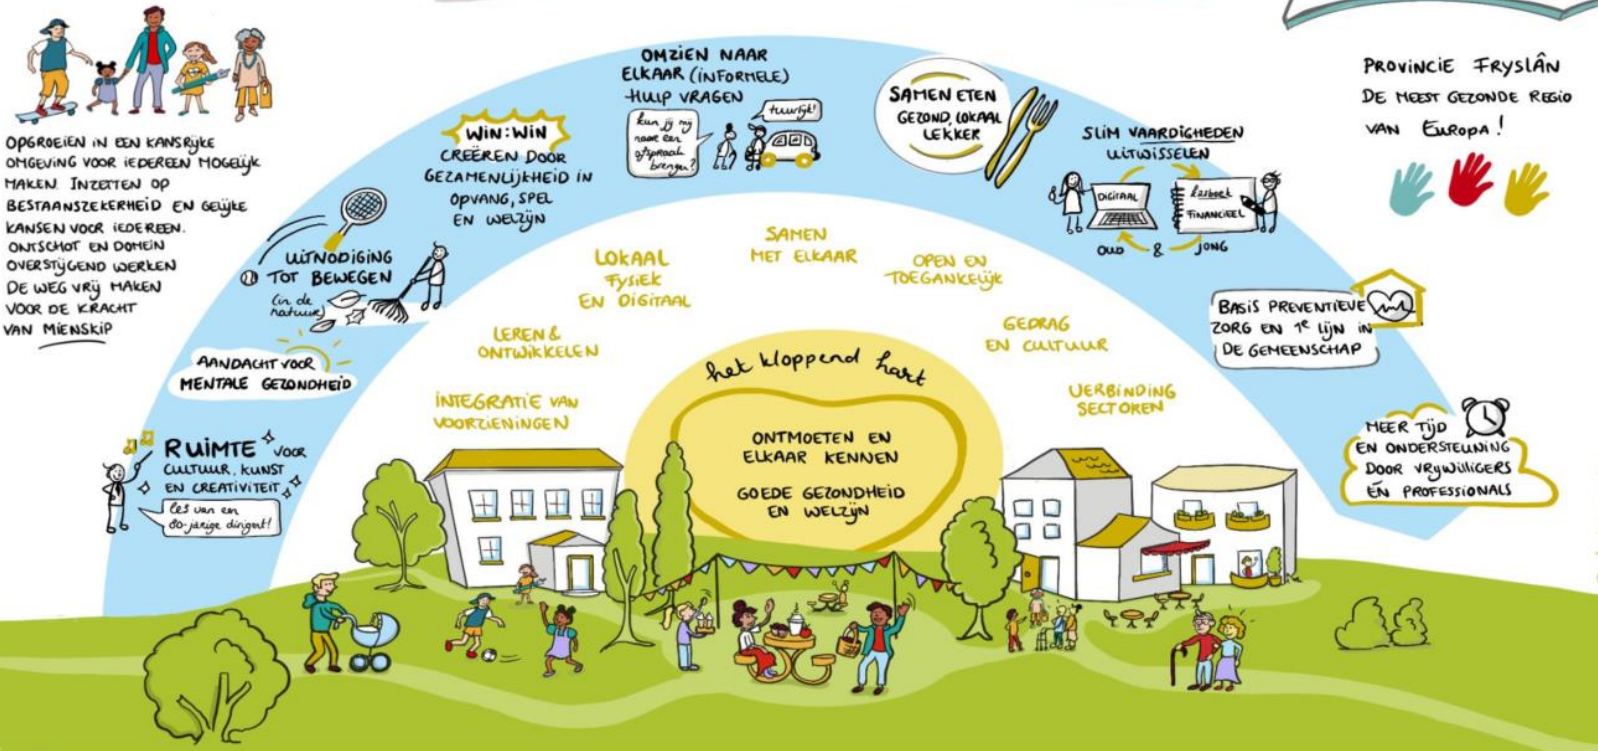 OPGROEIEN IN EEN KANSRIJKE
OMGEVING VOOR IEDEREEN MOGELIJK
MAKEN. INZETTEN OP
BESTAANSZEKERHEID EN GELIJKE
KANSEN VOOR IEDEREEN.
ONTSCHOT EN DOMEIN
OVERSTIJGEND WERKEN
DE WEG VRIJ MAKEN
VOOR DE KRACHT
VAN MIENSKIP
RUIMTE VOOR
CULTUUR, KUNST
EN CREATIVITEIT
les van een
80-jarige dirigent!
AANDACHT VOOR
MENTALE GEZONDHEID
UITNODIGING
TOT BEWEGEN
(in de
natuur)
WIN:WIN
CREËREN DOOR
GEZAMENLIJKHEID IN
OPVANG, SPEL
EN WELZIJN
OMZIEN NAAR
ELKAAR (INFORMELE)
HULP VRAGEN
kun jij mij
naar een
afspraak
brengen?
tuurlijk!
SAMEN ETEN
GEZOND, LOKAAL
LEKKER
SLIM VAARDIGHEDEN
UITWISSELEN
DIGITAAL
kasboek
FINANCIEEL
OUD & JONG
BASIS PREVENTIEVE
ZORG EN 1e LIJN IN
DE GEMEENSCHAP
MEER TIJD
EN ONDERSTEUNING
DOOR VRIJWILLIGERS
ÉN PROFESSIONALS
PROVINCIE FRYSLÂN
DE MEEST GEZONDE REGIO
VAN EUROPA!
INTEGRATIE VAN
VOORZIENINGEN
LEREN &
ONTWIKKELEN
LOKAAL
FYSIEK
EN DIGITAAL
SAMEN
MET ELKAAR
OPEN EN
TOEGANKELIJK
GEDRAG
EN CULTUUR
VERBINDING
SECTOREN
het kloppend hart
ONTMOETEN EN
ELKAAR KENNEN
GOEDE GEZONDHEID
EN WELZIJN